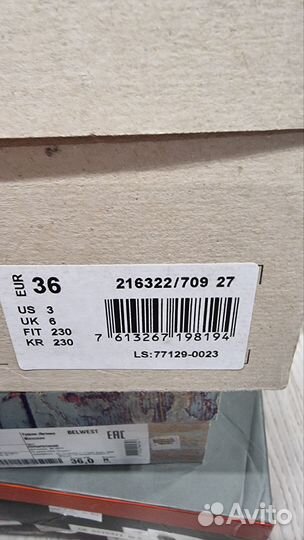 EUR 36
216322/709 27
US 3
UK 6
FIT 230
KR 230
7 613267 198194
LS:77129-0023
BELWEST EAC
36,0
Avito